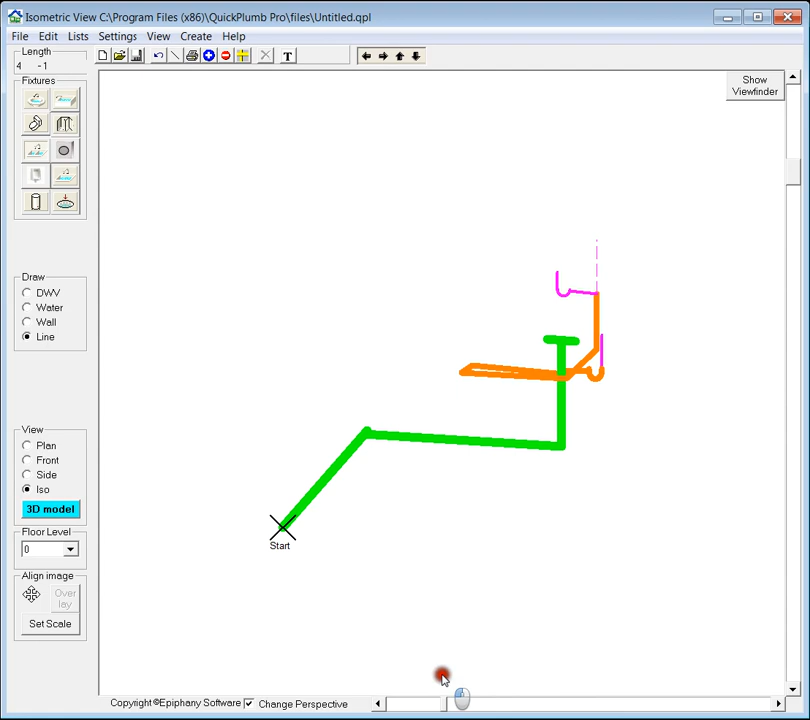 Isometric View C:\Program Files (x86)\QuickPlumb Pro\files\Untitled.qpl
File Edit Lists Settings View Create Help
Length
4 -1
T
Show
Viewfinder
Fixtures
Draw
DWV
Water
Wall
Line
View
Plan
Front
Side
Iso
3D model
Floor Level
0
Align image
Over
lay
Set Scale
Start
Copyright ©Epiphany Software
Change Perspective